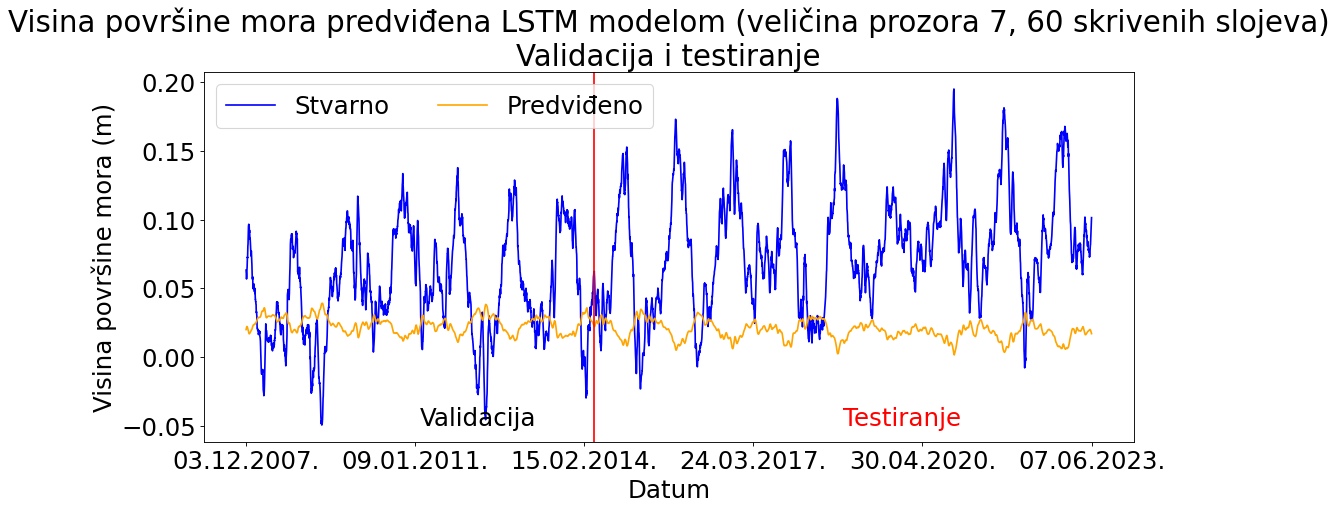 Visina površine mora predviđena LSTM modelom (veličina prozora 7, 60 skrivenih slojeva)
Validacija i testiranje
Stvarno
Predviđeno
Visina površine mora (m)
0.20
0.15
0.10
0.05
0.00
−0.05
Validacija
Testiranje
03.12.2007.
09.01.2011.
15.02.2014.
24.03.2017.
30.04.2020.
07.06.2023.
Datum